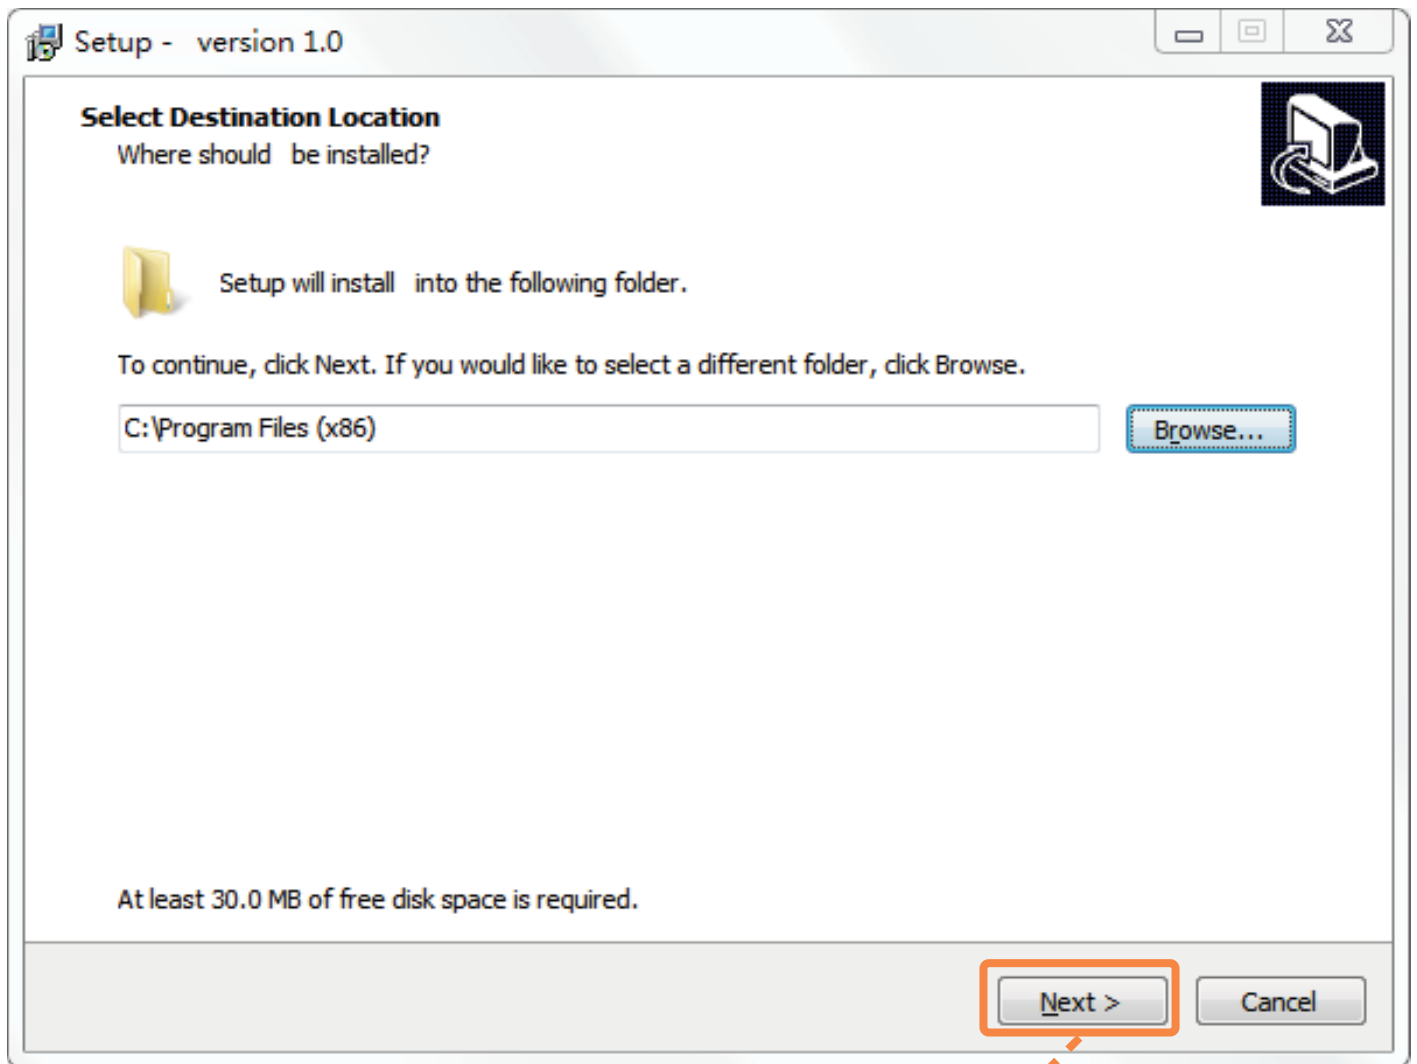 Setup -   version 1.0
Select Destination Location
Where should   be installed?
Setup will install   into the following folder.
To continue, click Next. If you would like to select a different folder, click Browse.
C:\Program Files (x86)
Browse...
At least 30.0 MB of free disk space is required.
Next >
Cancel